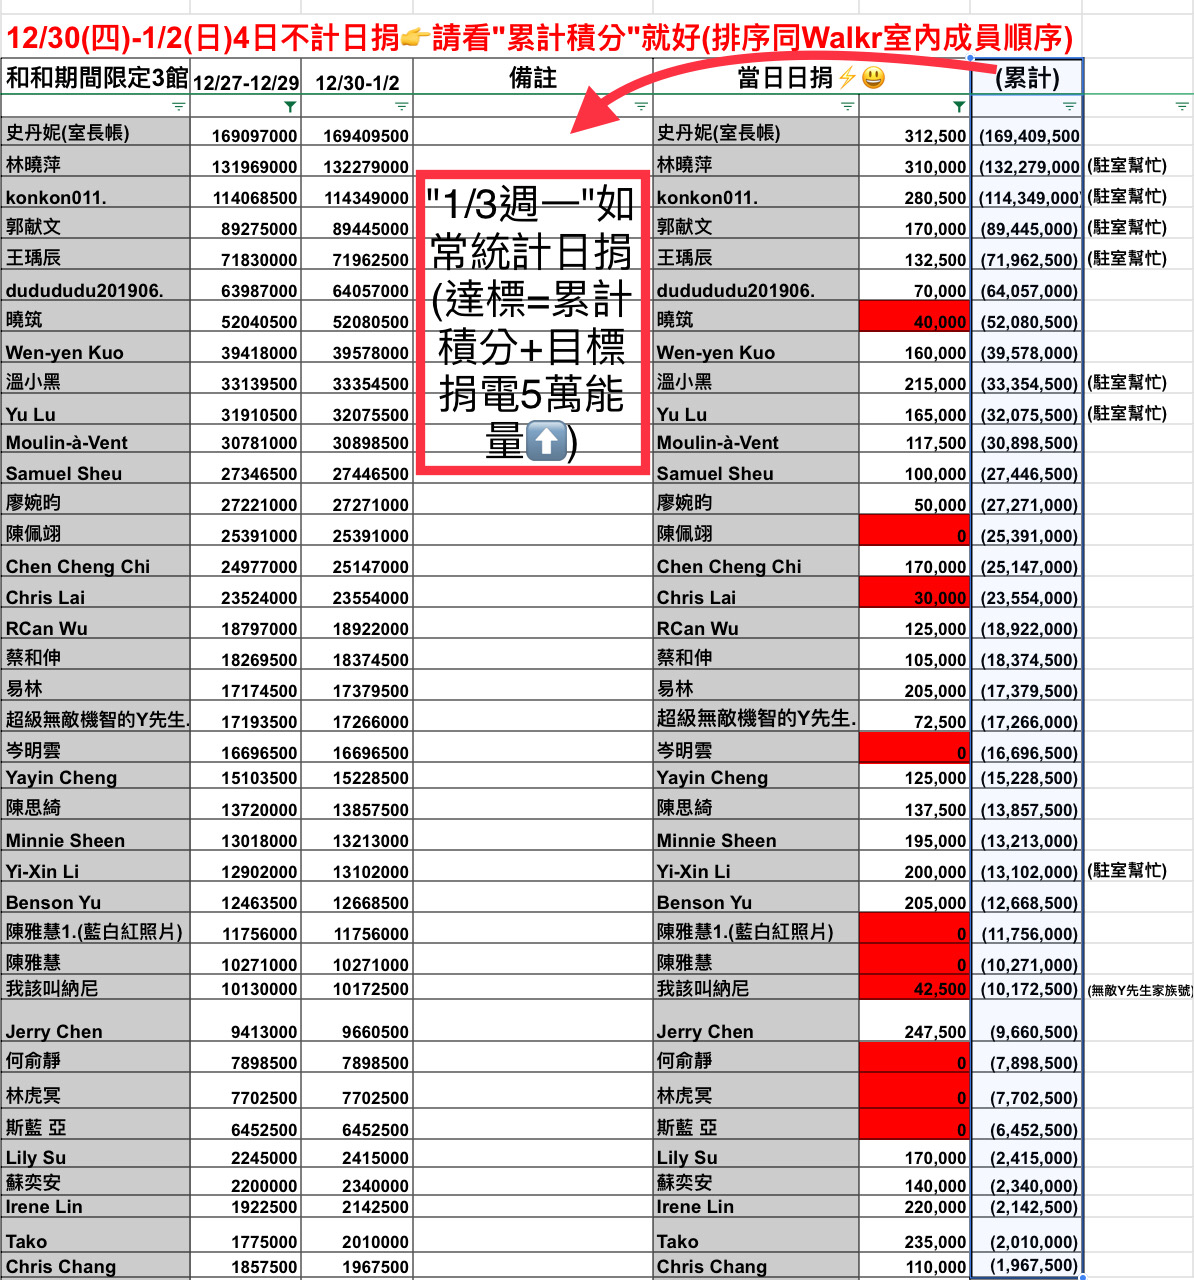 12/30(四)-1/2(日)4日不計日捐👉請看"累計積分"就好(排序同Walkr室內成員順序)
和和期間限定3館 12/27-12/29 12/30-1/2 備註 當日日捐⚡😃 (累計)
史丹妮(室長帳) 169097000 169409500 史丹妮(室長帳) 312,500 (169,409,500
林曉萍 131969000 132279000 林曉萍 310,000 (132,279,000 (駐室幫忙)
"1/3週一"如
常統計日捐
(達標=累計
積分+目標
捐電5萬能
量⬆️)
konkon011. 114068500 114349000 konkon011. 280,500 (114,349,000) (駐室幫忙)
郭献文 89275000 89445000 郭献文 170,000 (89,445,000) (駐室幫忙)
王瑀辰 71830000 71962500 王瑀辰 132,500 (71,962,500) (駐室幫忙)
dudududu201906. 63987000 64057000 dudududu201906. 70,000 (64,057,000)
曉筑 52040500 52080500 曉筑 40,000 (52,080,500)
Wen-yen Kuo 39418000 39578000 Wen-yen Kuo 160,000 (39,578,000)
溫小黑 33139500 33354500 溫小黑 215,000 (33,354,500) (駐室幫忙)
Yu Lu 31910500 32075500 Yu Lu 165,000 (32,075,500) (駐室幫忙)
Moulin-à-Vent 30781000 30898500 Moulin-à-Vent 117,500 (30,898,500)
Samuel Sheu 27346500 27446500 Samuel Sheu 100,000 (27,446,500)
廖婉昀 27221000 27271000 廖婉昀 50,000 (27,271,000)
陳佩翊 25391000 25391000 陳佩翊 0 (25,391,000)
Chen Cheng Chi 24977000 25147000 Chen Cheng Chi 170,000 (25,147,000)
Chris Lai 23524000 23554000 Chris Lai 30,000 (23,554,000)
RCan Wu 18797000 18922000 RCan Wu 125,000 (18,922,000)
蔡和伸 18269500 18374500 蔡和伸 105,000 (18,374,500)
易林 17174500 17379500 易林 205,000 (17,379,500)
超級無敵機智的Y先生. 17193500 17266000 超級無敵機智的Y先生. 72,500 (17,266,000)
岑明雲 16696500 16696500 岑明雲 0 (16,696,500)
Yayin Cheng 15103500 15228500 Yayin Cheng 125,000 (15,228,500)
陳思綺 13720000 13857500 陳思綺 137,500 (13,857,500)
Minnie Sheen 13018000 13213000 Minnie Sheen 195,000 (13,213,000)
Yi-Xin Li 12902000 13102000 Yi-Xin Li 200,000 (13,102,000) (駐室幫忙)
Benson Yu 12463500 12668500 Benson Yu 205,000 (12,668,500)
陳雅慧1.(藍白紅照片) 11756000 11756000 陳雅慧1.(藍白紅照片) 0 (11,756,000)
陳雅慧 10271000 10271000 陳雅慧 0 (10,271,000)
我該叫納尼 10130000 10172500 我該叫納尼 42,500 (10,172,500) (無敵Y先生家族號)
Jerry Chen 9413000 9660500 Jerry Chen 247,500 (9,660,500)
何俞靜 7898500 7898500 何俞靜 0 (7,898,500)
林虎冥 7702500 7702500 林虎冥 0 (7,702,500)
斯藍 亞 6452500 6452500 斯藍 亞 0 (6,452,500)
Lily Su 2245000 2415000 Lily Su 170,000 (2,415,000)
蘇奕安 2200000 2340000 蘇奕安 140,000 (2,340,000)
Irene Lin 1922500 2142500 Irene Lin 220,000 (2,142,500)
Tako 1775000 2010000 Tako 235,000 (2,010,000)
Chris Chang 1857500 1967500 Chris Chang 110,000 (1,967,500)